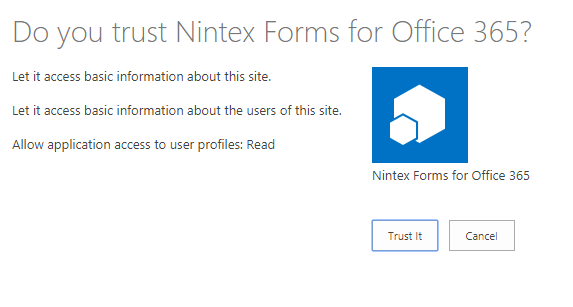 Do you trust Nintex Forms for Office 365?
Let it access basic information about this site.
Let it access basic information about the users of this site.
Allow application access to user profiles: Read
Nintex Forms for Office 365
Trust It
Cancel